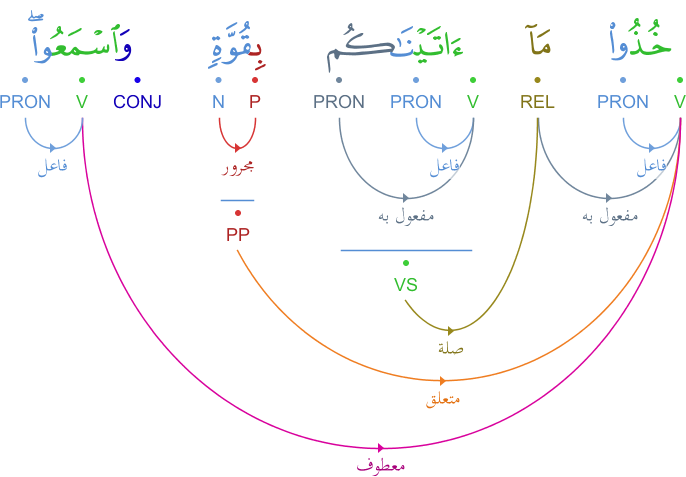 خُذُوا۟ مَآ ءَاتَيْنَـٰكُم بِقُوَّةٍ وَٱسْمَعُوا۟ ۖ
V PRON REL V PRON PRON P N CONJ V PRON
فاعل فاعل مجرور فاعل
مفعول به مفعول به
PP
VS
صلة
متعلق
معطوف